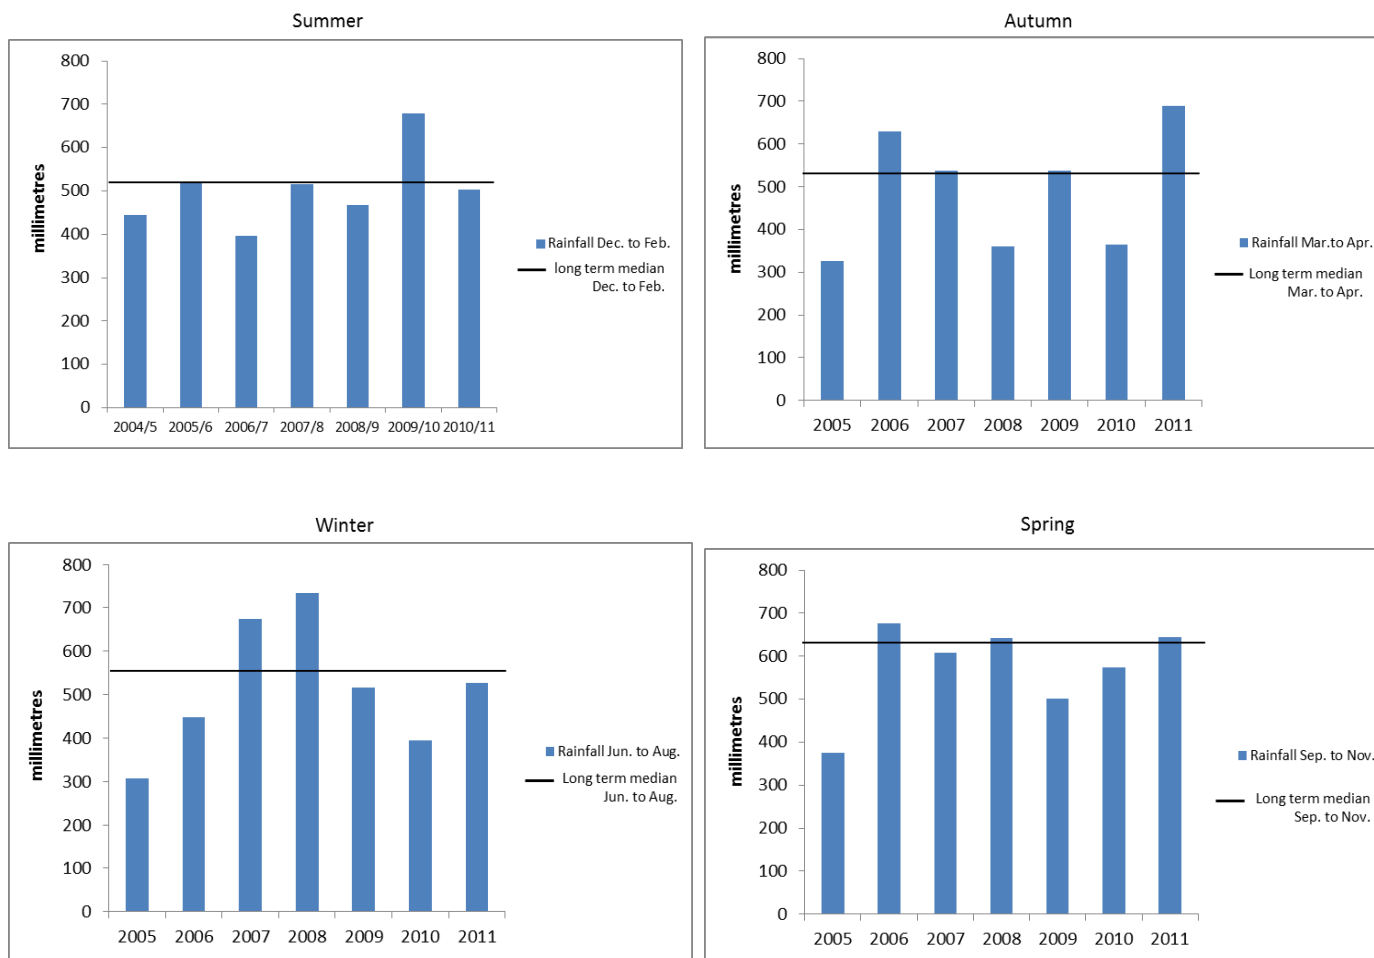 Summer
800
700
600
500
400
300
200
100
0
millimetres
2004/5 2005/6 2006/7 2007/8 2008/9 2009/10 2010/11
Rainfall Dec. to Feb.
long term median
Dec. to Feb.
Autumn
800
700
600
500
400
300
200
100
0
millimetres
2005 2006 2007 2008 2009 2010 2011
Rainfall Mar.to Apr.
Long term median
Mar. to Apr.
Winter
800
700
600
500
400
300
200
100
0
millimetres
2005 2006 2007 2008 2009 2010 2011
Rainfall Jun. to Aug.
Long term median
Jun. to Aug.
Spring
800
700
600
500
400
300
200
100
0
millimetres
2005 2006 2007 2008 2009 2010 2011
Rainfall Sep. to Nov.
Long term median
Sep. to Nov.